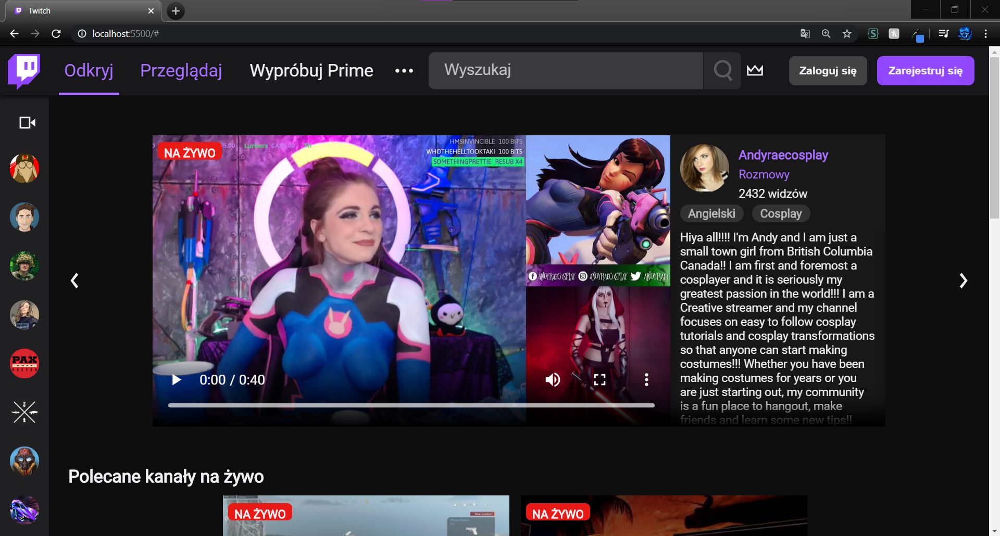 Twitch
localhost:5500/#
Odkryj
Przeglądaj
Wypróbuj Prime
Wyszukaj
Zaloguj się
Zarejestruj się
NA ŻYWO
Lurkers
HMSINVINCIBLE 100 BITS
WHOTHEHELLTOOKTAKI 100 BITS
SOMETHINGPRETTIE RESUB X4
ANDYRAECOSPLAY ANDYRAECOSPLAY
0:00 / 0:40
Andyraecosplay
Rozmowy
2432 widzów
Angielski Cosplay
Hiya all!!!! I'm Andy and I am just a
small town girl from British Columbia
Canada!! I am first and foremost a
cosplayer and it is seriously my
greatest passion in the world!!! I am a
Creative streamer and my channel
focuses on easy to follow cosplay
tutorials and cosplay transformations
so that anyone can start making
costumes!!! Whether you have been
making costumes for years or you
are just starting out, my community
is a fun place to hangout, make
friends and learn some new tips!!
PAX
Polecane kanały na żywo
NA ŻYWO
New Loadout
NA ŻYWO